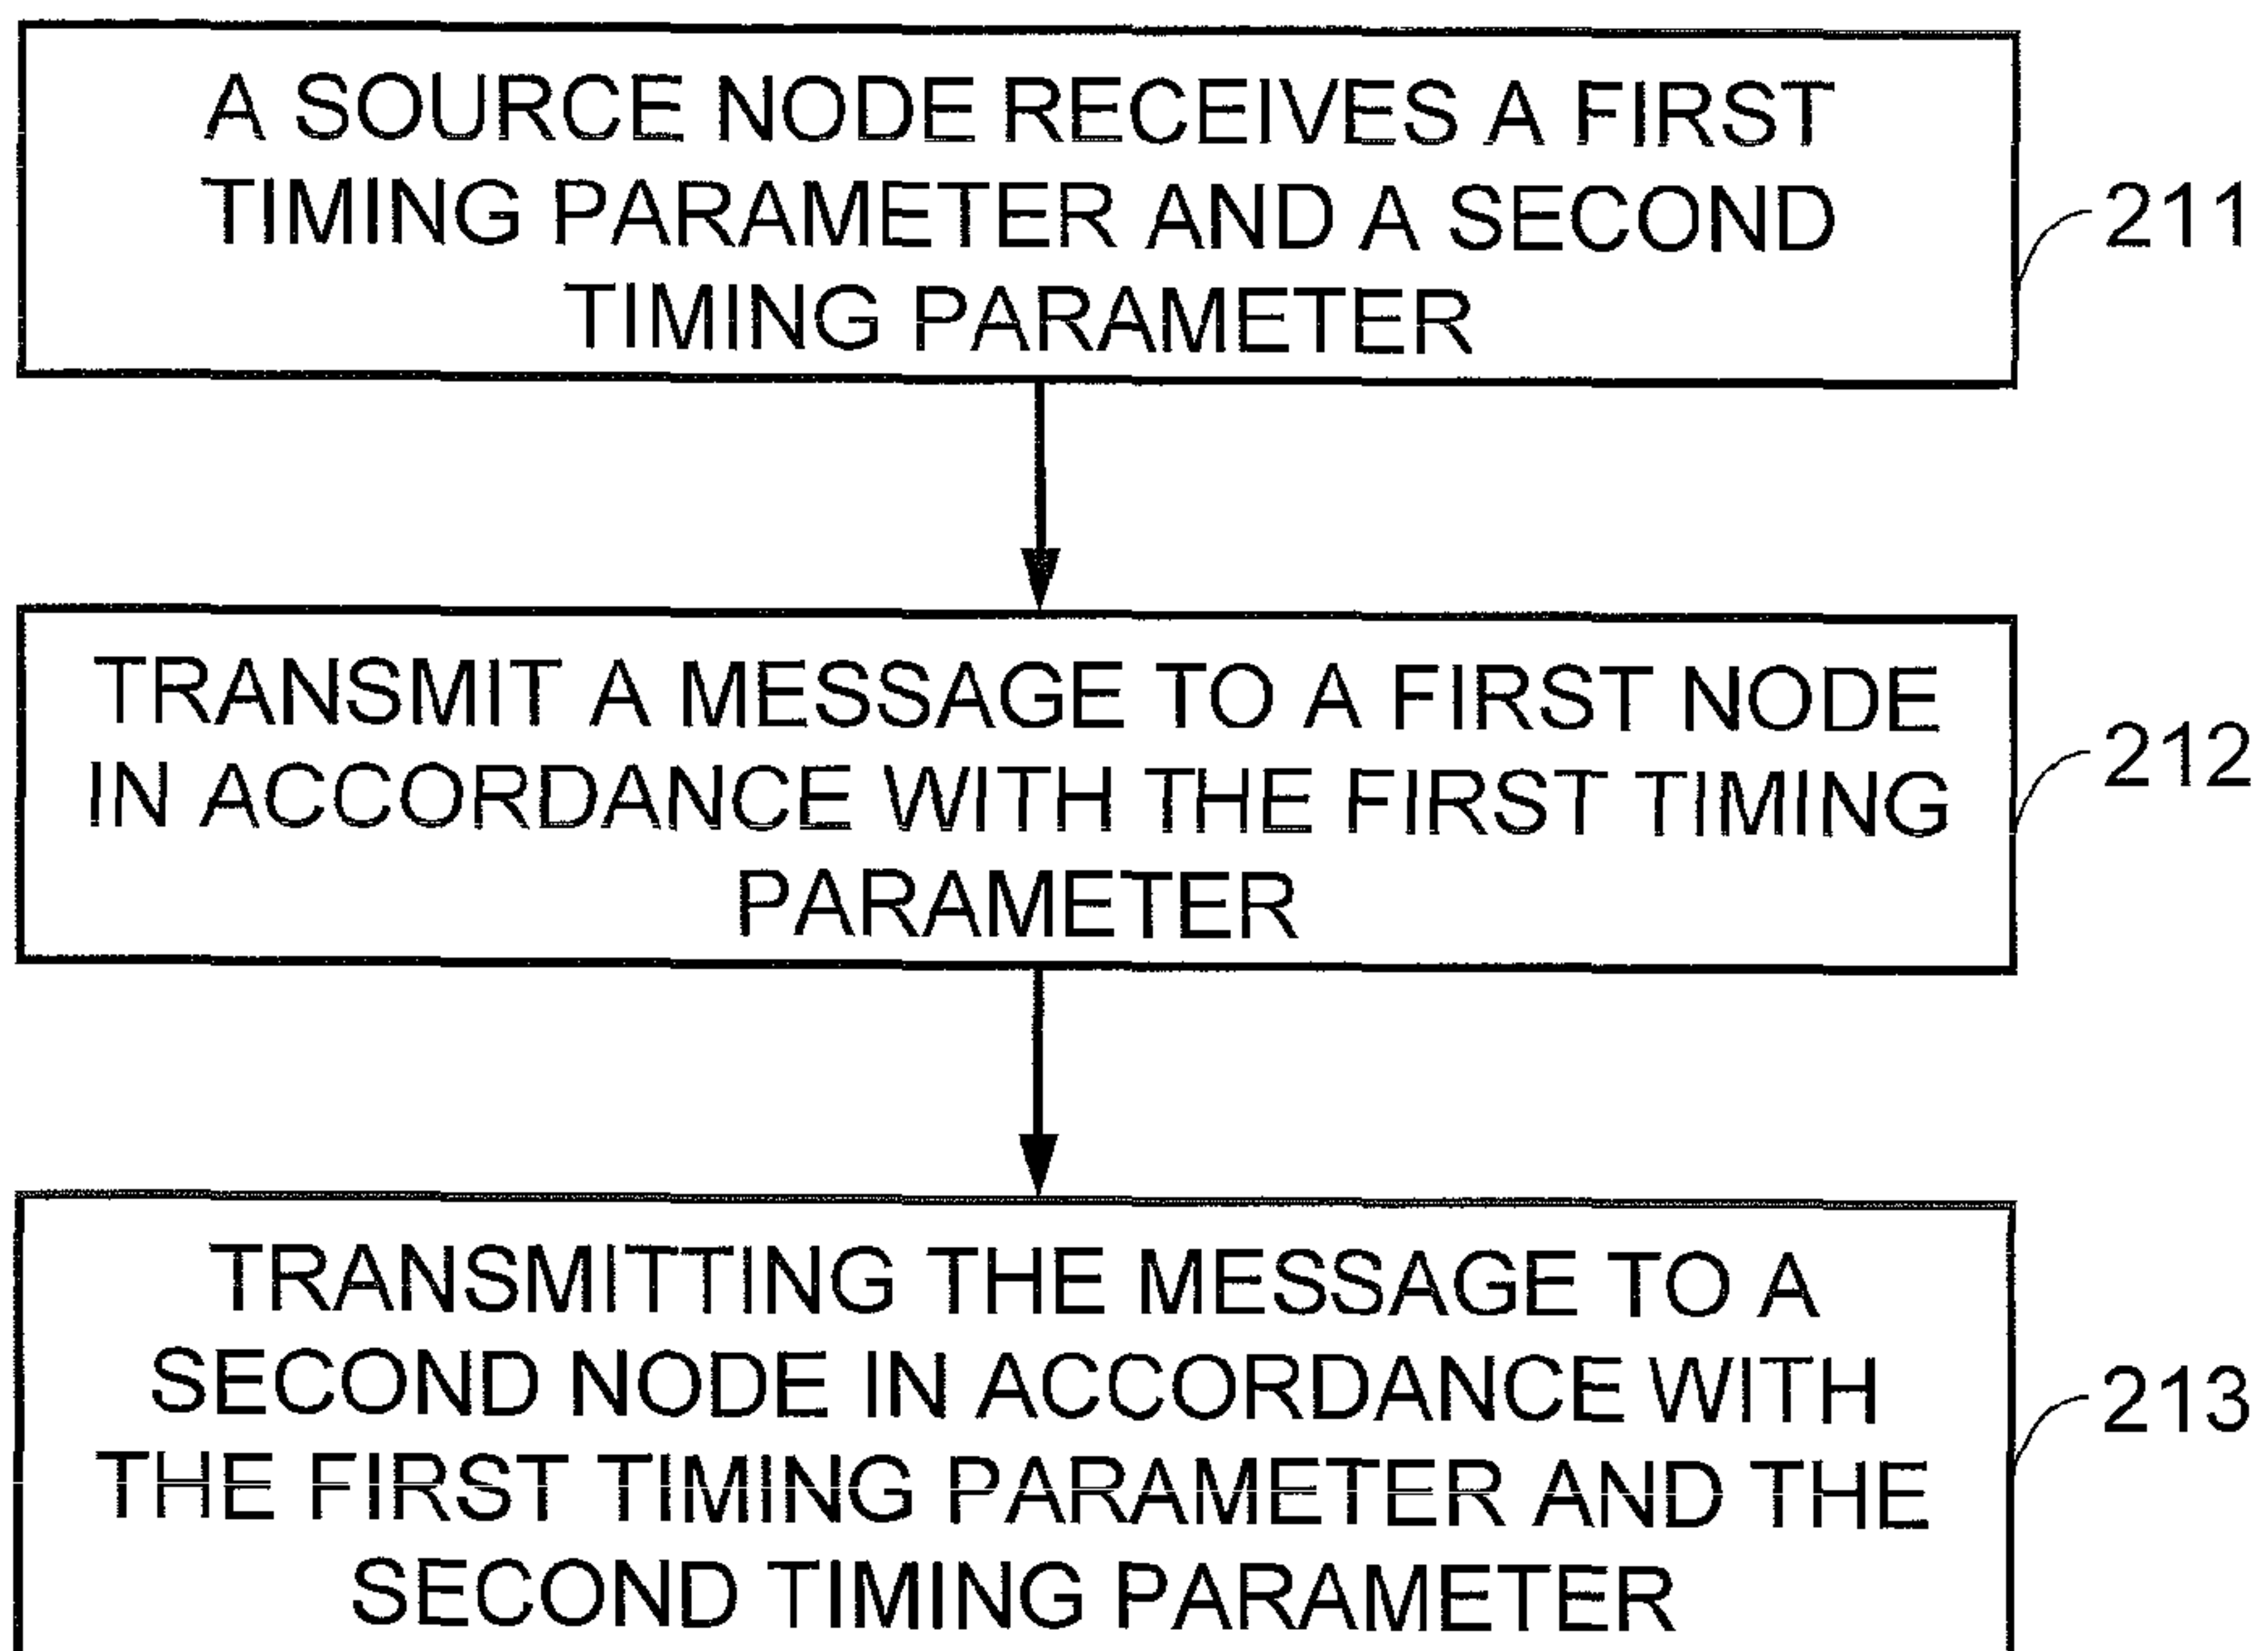 A SOURCE NODE RECEIVES A FIRST
TIMING PARAMETER AND A SECOND
TIMING PARAMETER
211
TRANSMIT A MESSAGE TO A FIRST NODE
IN ACCORDANCE WITH THE FIRST TIMING
PARAMETER
212
TRANSMITTING THE MESSAGE TO A
SECOND NODE IN ACCORDANCE WITH
THE FIRST TIMING PARAMETER AND THE
SECOND TIMING PARAMETER
213